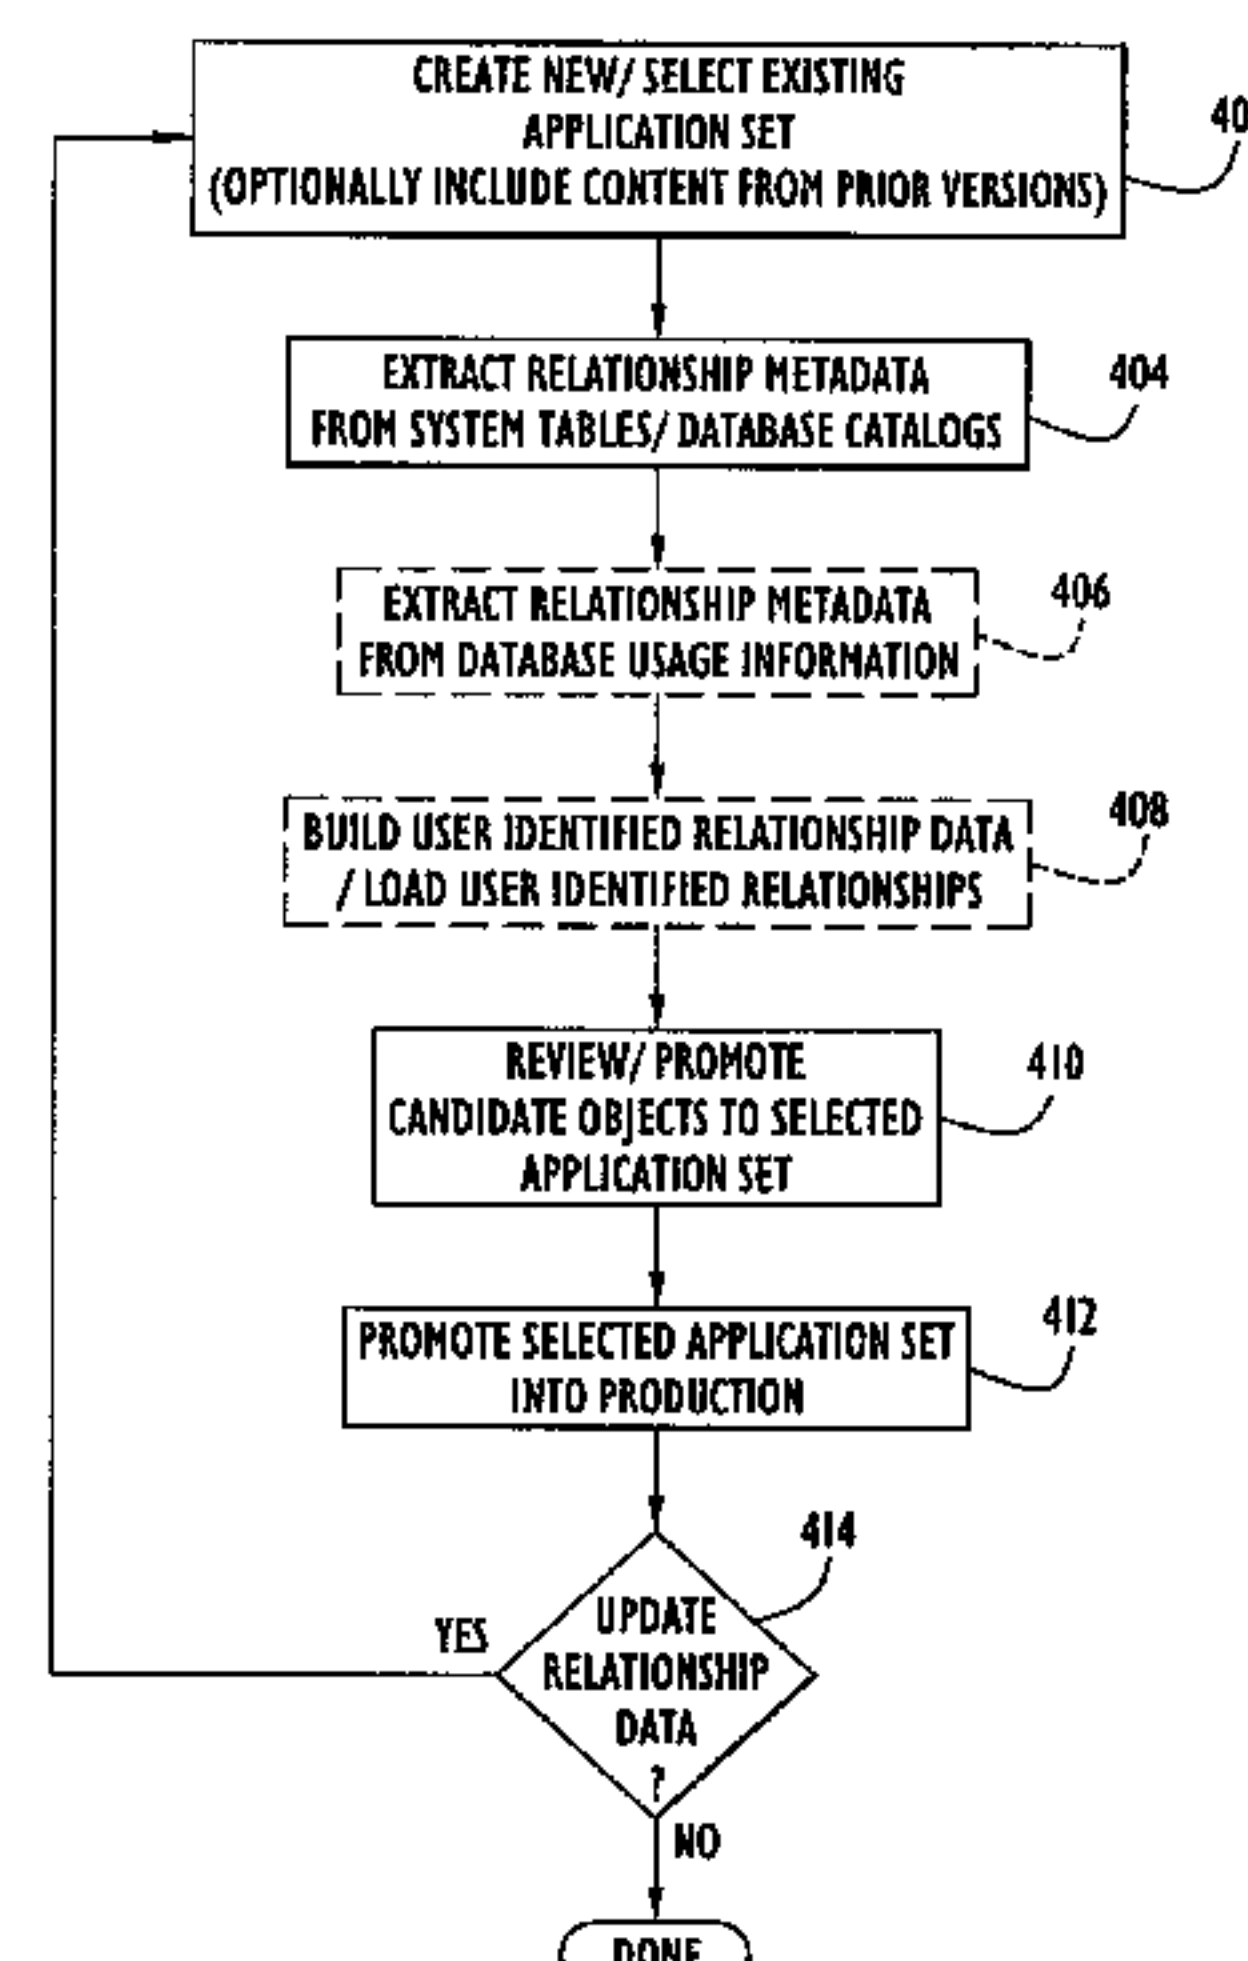 CREATE NEW/ SELECT EXISTING
APPLICATION SET
(OPTIONALLY INCLUDE CONTENT FROM PRIOR VERSIONS)
40
EXTRACT RELATIONSHIP METADATA
FROM SYSTEM TABLES/ DATABASE CATALOGS
404
EXTRACT RELATIONSHIP METADATA
FROM DATABASE USAGE INFORMATION
406
BUILD USER IDENTIFIED RELATIONSHIP DATA
/ LOAD USER IDENTIFIED RELATIONSHIPS
408
REVIEW/ PROMOTE
CANDIDATE OBJECTS TO SELECTED
APPLICATION SET
410
PROMOTE SELECTED APPLICATION SET
INTO PRODUCTION
412
414
UPDATE
RELATIONSHIP
DATA
?
YES
NO
DONE